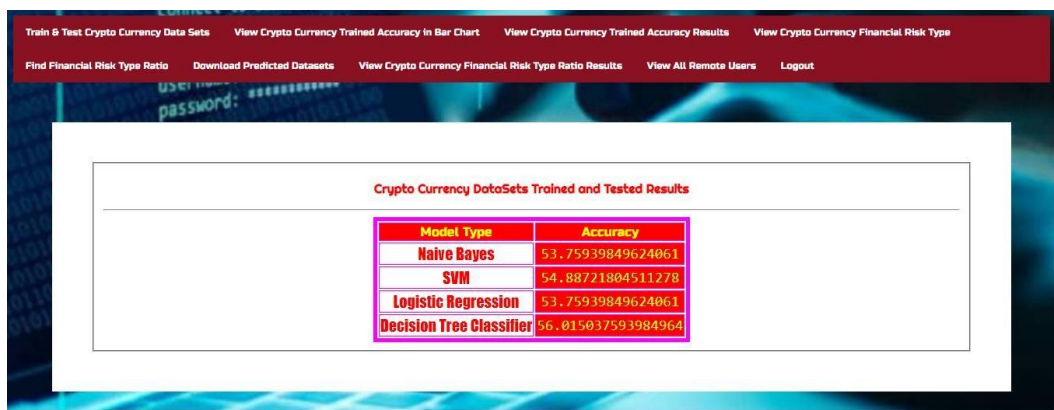 Train & Test Crypto Currency Data Sets View Crypto Currency Trained Accuracy in Bar Chart View Crypto Currency Trained Accuracy Results View Crypto Currency Financial Risk Type
Find Financial Risk Type Ratio Download Predicted Datasets View Crypto Currency Financial Risk Type Ratio Results View All Remote Users Logout
password: ***********
Crypto Currency DataSets Trained and Tested Results
Model Type Accuracy
Naive Bayes 53.75939849624061
SVM 54.88721804511278
Logistic Regression 53.75939849624061
Decision Tree Classifier 56.015037593984964